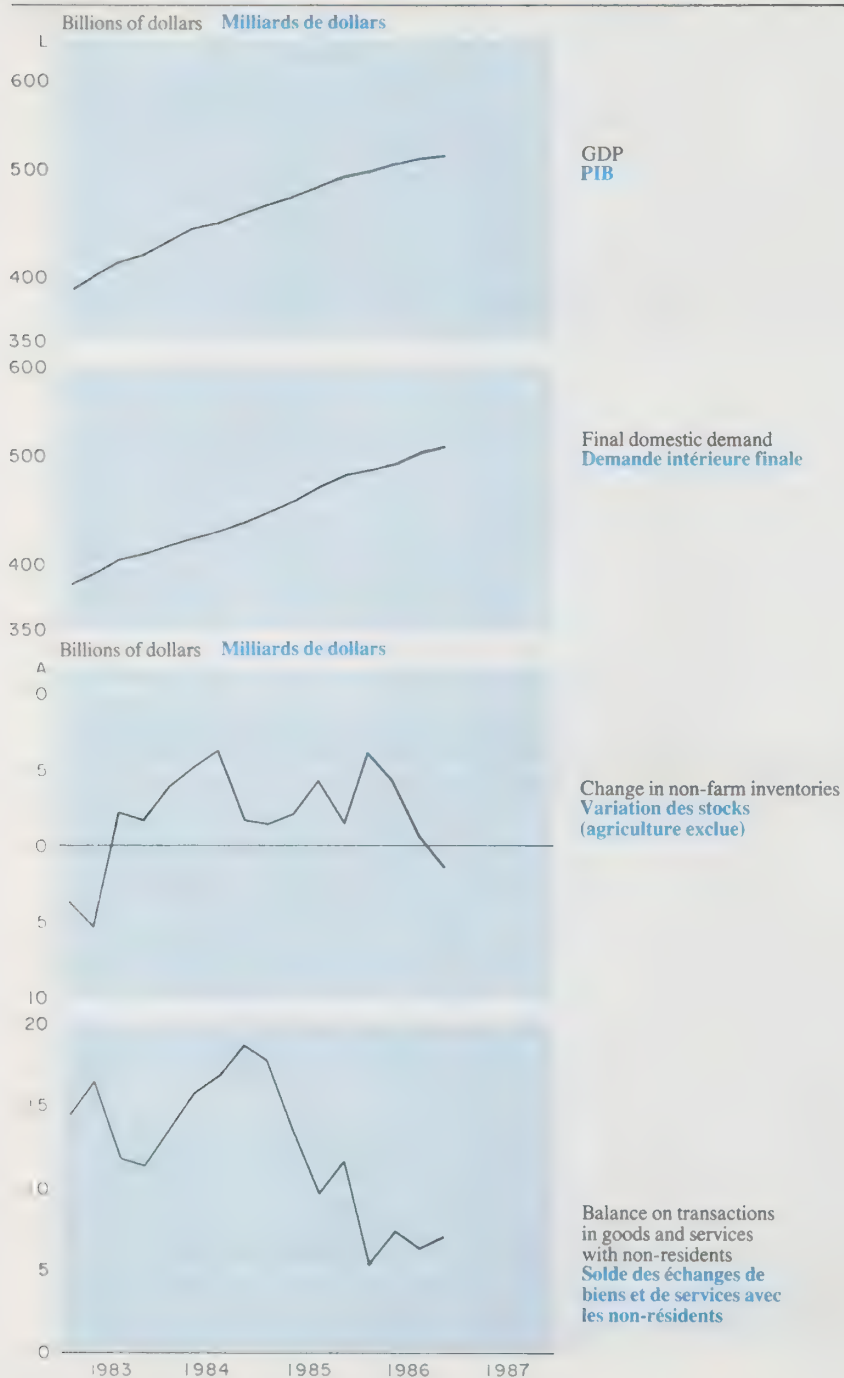 Billions of dollars Milliards de dollars
L
600
500
400
350
GDP
PIB
600
500
400
350
Final domestic demand
Demande intérieure finale
Billions of dollars Milliards de dollars
A
0
5
0
5
10
Change in non-farm inventories
Variation des stocks
(agriculture exclue)
20
15
10
5
0
Balance on transactions
in goods and services
with non-residents
Solde des échanges de
biens et de services avec
les non-résidents
1983 1984 1985 1986 1987